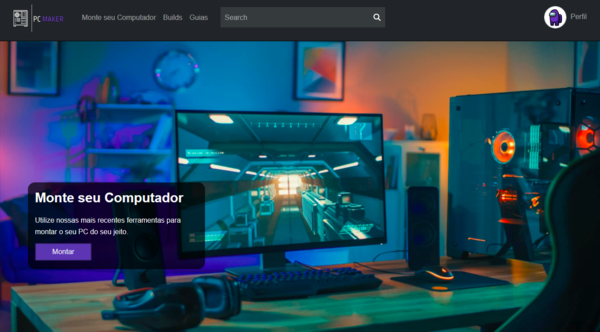 PC MAKER
Monte seu Computador Builds Guias
Search
Perfil
Monte seu Computador
Utilize nossas mais recentes ferramentas para
montar o seu PC do seu jeito.
Montar